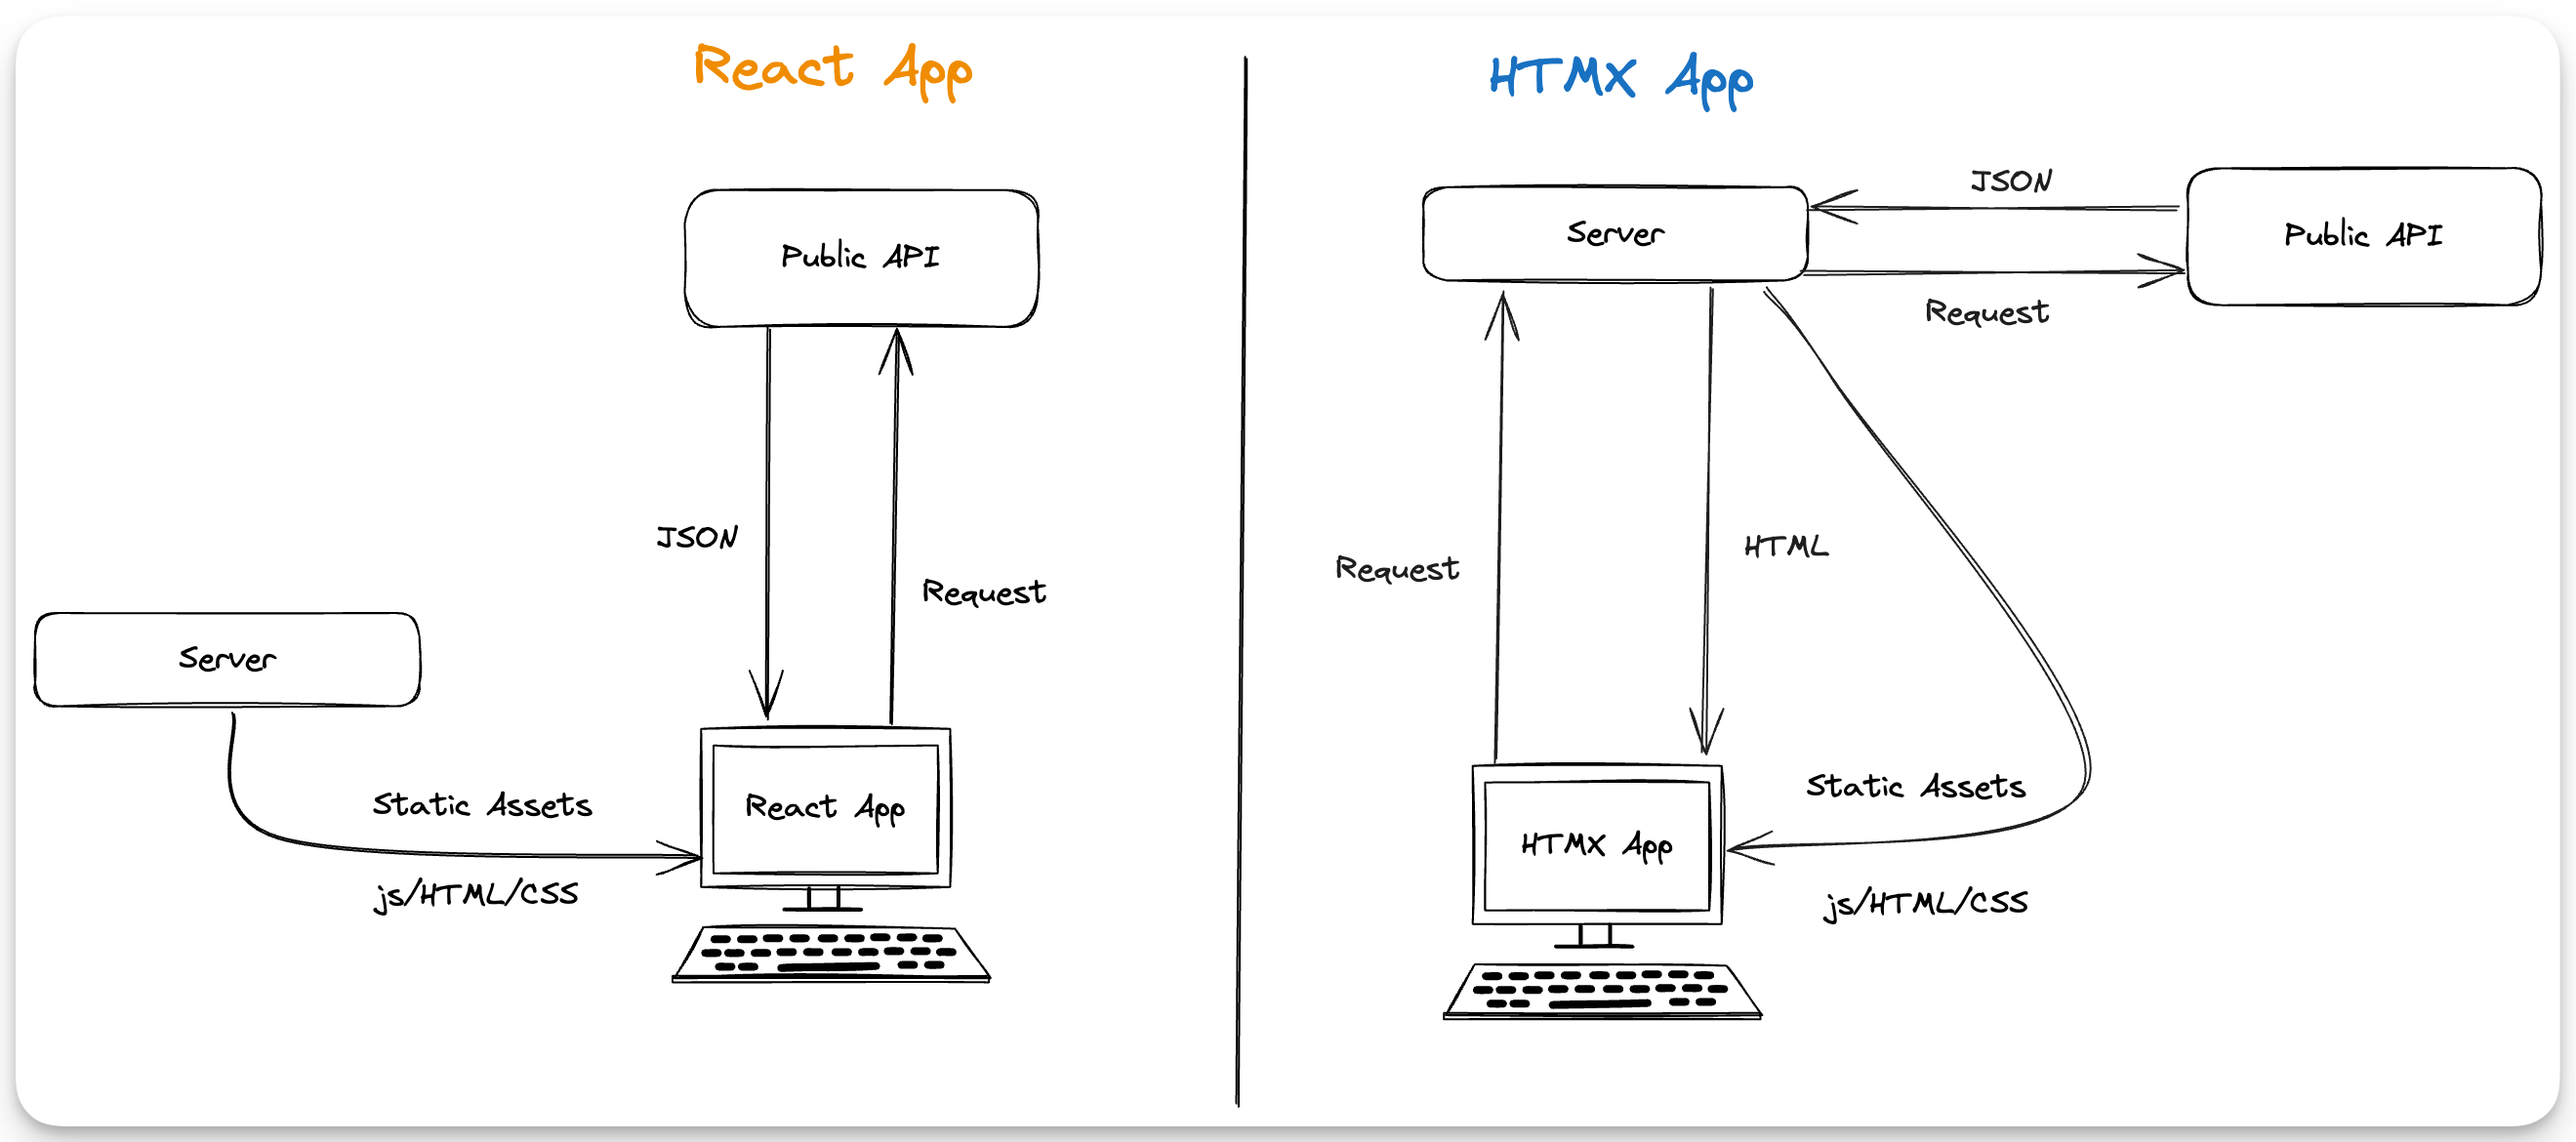 React App
Public API
JSON
Request
Server
Static Assets
js/HTML/CSS
React App
HTMX App
Server
JSON
Public API
Request
Request
HTML
Static Assets
js/HTML/CSS
HTMX App